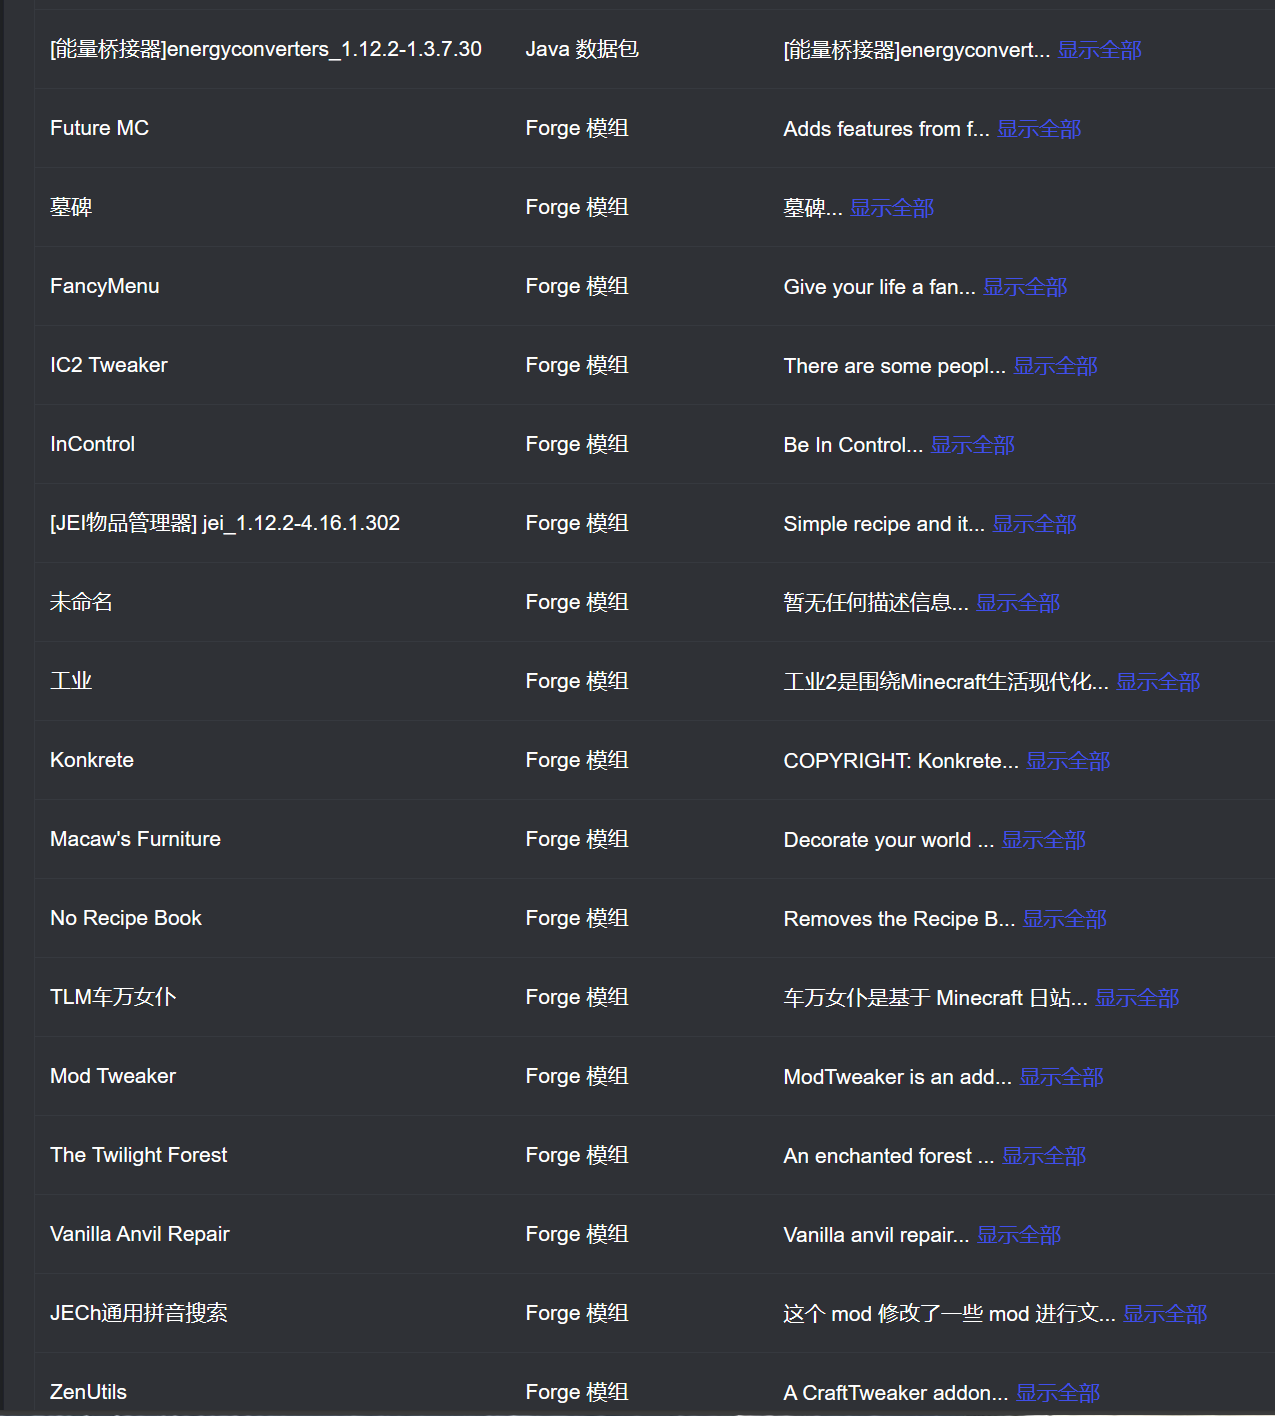 [能量桥接器]energyconverters_1.12.2-1.3.7.30 Java 数据包 [能量桥接器]energyconvert... 显示全部
Future MC Forge 模组 Adds features from f... 显示全部
墓碑 Forge 模组 墓碑... 显示全部
FancyMenu Forge 模组 Give your life a fan... 显示全部
IC2 Tweaker Forge 模组 There are some peopl... 显示全部
InControl Forge 模组 Be In Control... 显示全部
[JEI物品管理器] jei_1.12.2-4.16.1.302 Forge 模组 Simple recipe and it... 显示全部
未命名 Forge 模组 暂无任何描述信息... 显示全部
工业 Forge 模组 工业2是围绕Minecraft生活现代化... 显示全部
Konkrete Forge 模组 COPYRIGHT: Konkrete... 显示全部
Macaw's Furniture Forge 模组 Decorate your world ... 显示全部
No Recipe Book Forge 模组 Removes the Recipe B... 显示全部
TLM车万女仆 Forge 模组 车万女仆是基于 Minecraft 日站... 显示全部
Mod Tweaker Forge 模组 ModTweaker is an add... 显示全部
The Twilight Forest Forge 模组 An enchanted forest ... 显示全部
Vanilla Anvil Repair Forge 模组 Vanilla anvil repair... 显示全部
JECh通用拼音搜索 Forge 模组 这个 mod 修改了一些 mod 进行文... 显示全部
ZenUtils Forge 模组 A CraftTweaker addon... 显示全部